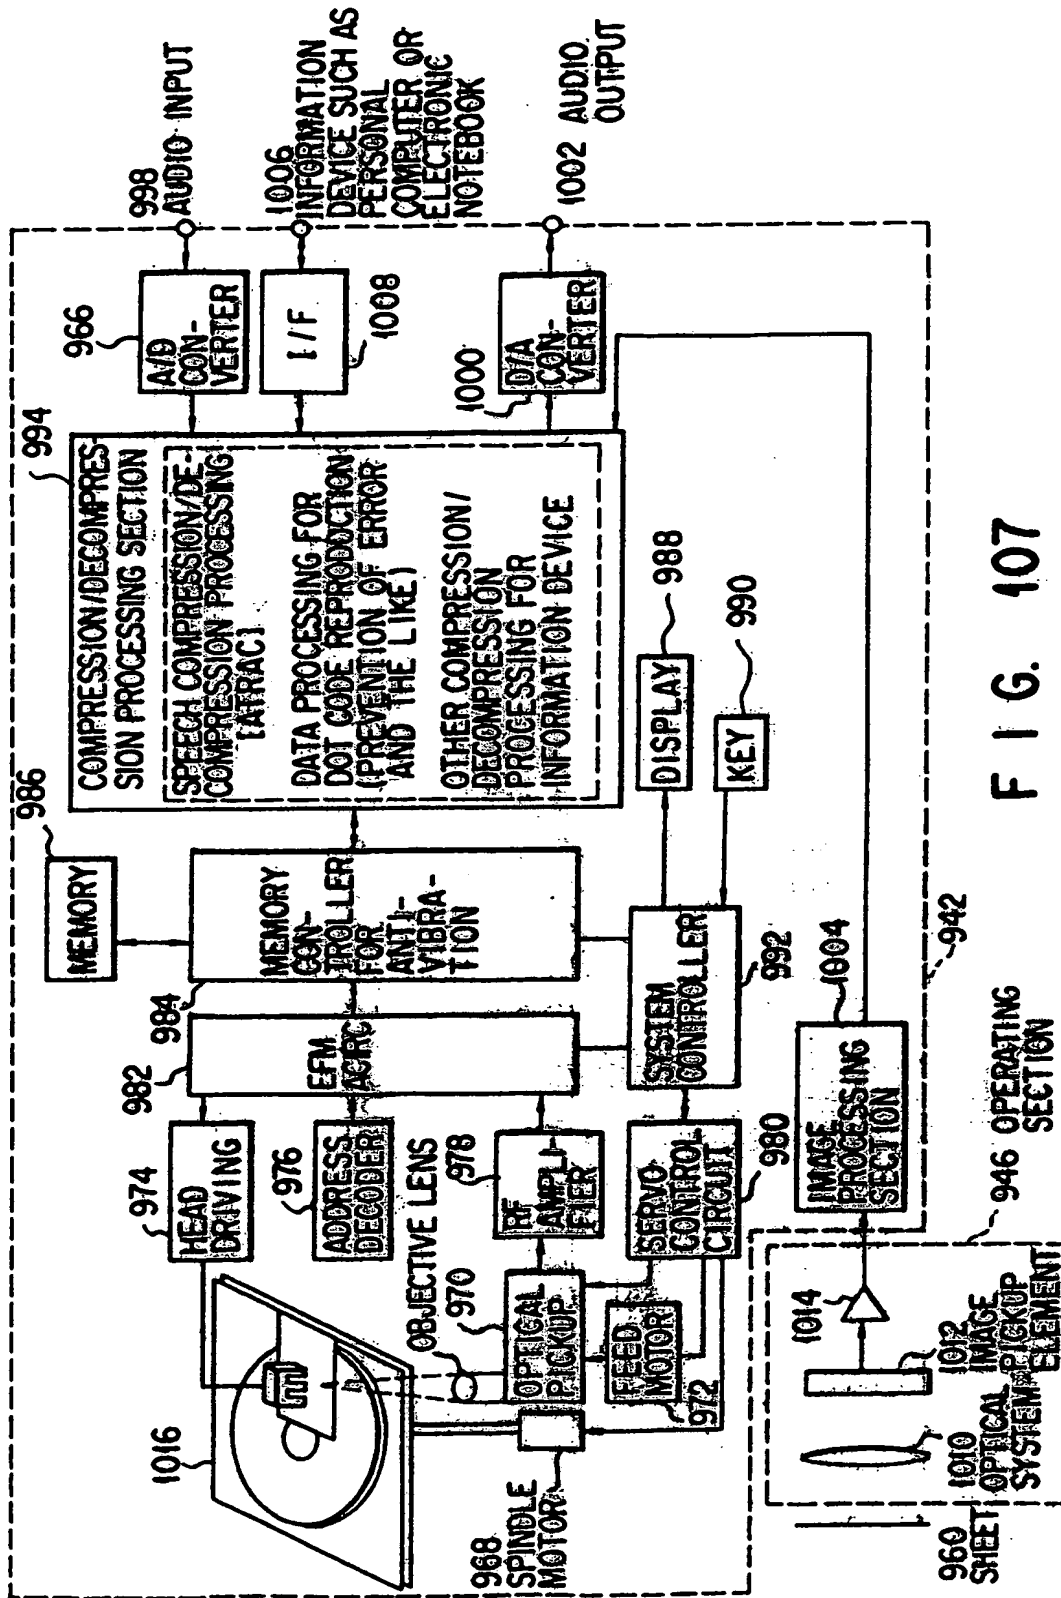 998
AUDIO INPUT
1006
INFORMATION
DEVICE SUCH AS
PERSONAL
COMPUTER OR
ELECTRONIC
NOTEBOOK
1002 AUDIO
OUTPUT
966
A/D
CON-
VERTER
I/F
1008
1000
D/A
CON-
VERTER
994
COMPRESSION/DECOMPRES-
SION PROCESSING SECTION
SPEECH COMPRESSION/DE-
COMPRESSION PROCESSING
[ATRAC]
DATA PROCESSING FOR
DOT CODE REPRODUCTION
(PREVENTION OF ERROR
AND THE LIKE)
OTHER COMPRESSION/
DECOMPRESSION
PROCESSING FOR
INFORMATION DEVICE
986
MEMORY
984
MEMORY
CON-
TROLLER
FOR
ANTI-
VIBRA-
TION
DISPLAY
988
KEY
990
982
EFM
ACIRC
SYSTEM
CONTROLLER
992
974
HEAD
DRIVING
976
ADDRESS
DECODER
978
RF
AMPLI-
FIER
SERVO
CONTROL
CIRCUIT
980
1004
IMAGE
PROCESSING
SECTION
942
OBJECTIVE LENS
970
OPTICAL
PICKUP
FEED
MOTOR
972
1016
968
SPINDLE
MOTOR
946 OPERATING
SECTION
1014
1012
IMAGE
PICKUP
ELEMENT
1010
OPTICAL
SYSTEM
960
SHEET
FIG. 107